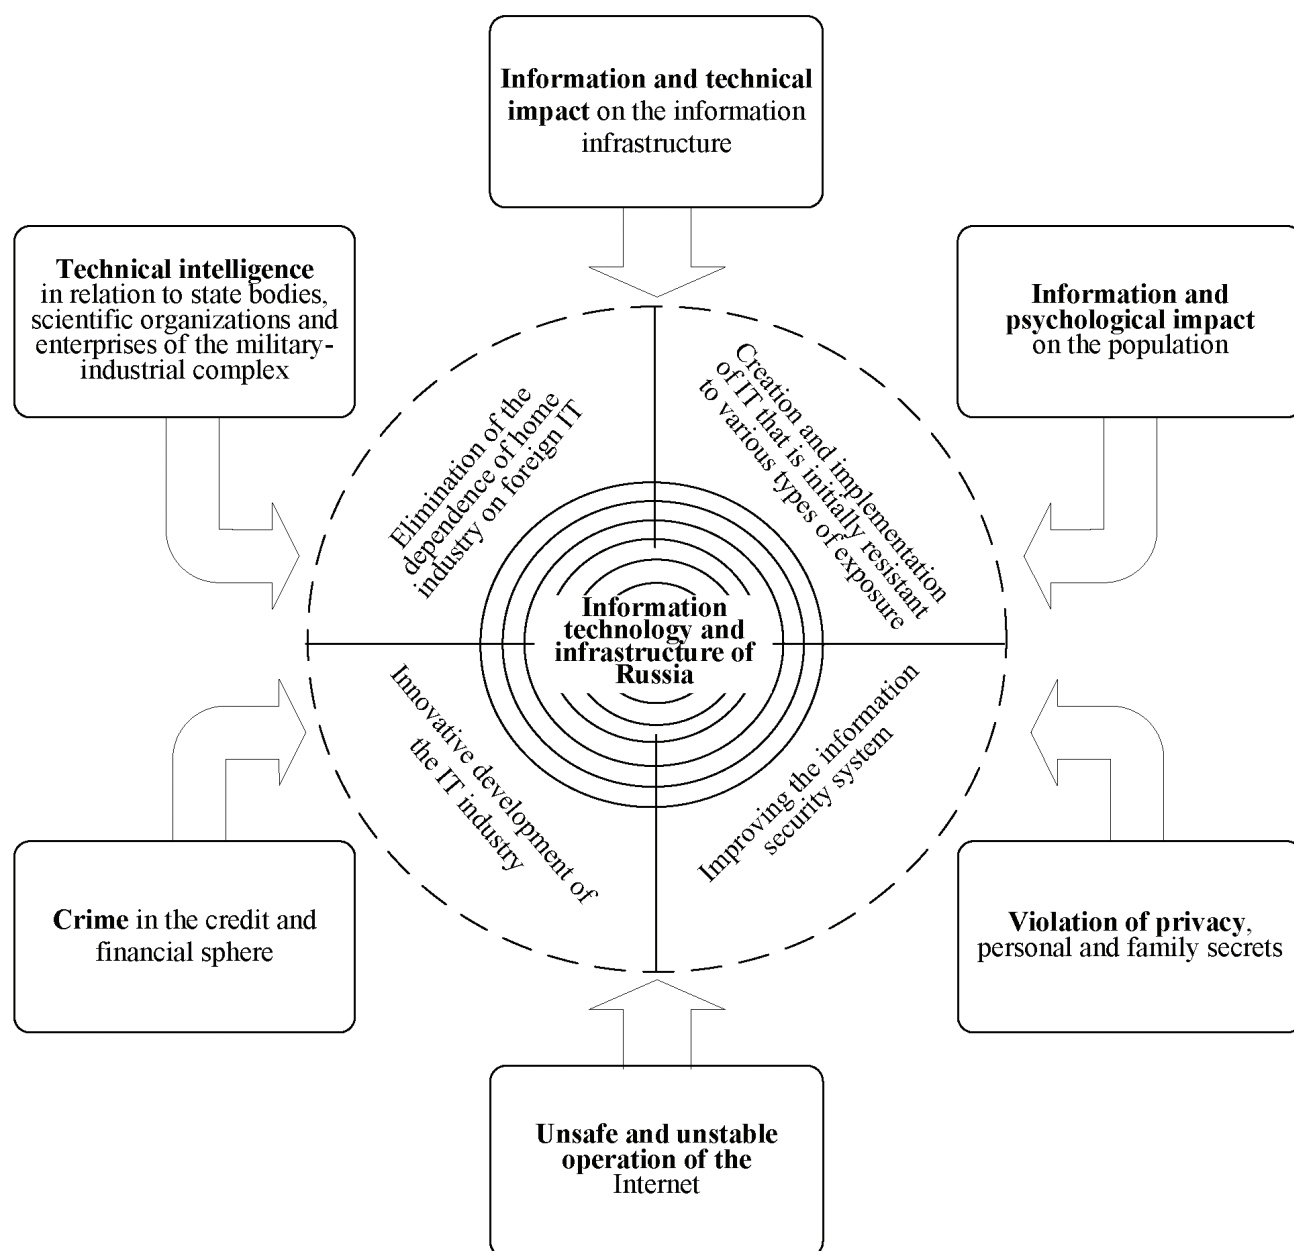 Information and technical
impact on the information
infrastructure
Technical intelligence
in relation to state bodies,
scientific organizations and
enterprises of the military-
industrial complex
Information and
psychological impact
on the population
Elimination of the
dependence of home
industry on foreign IT
Creation and implementation
of IT that is initially resistant
to various types of exposure
Information
technology and
infrastructure of
Russia
Innovative development of
the IT industry
Improving the information
security system
Crime in the credit and
financial sphere
Violation of privacy,
personal and family secrets
Unsafe and unstable
operation of the
Internet